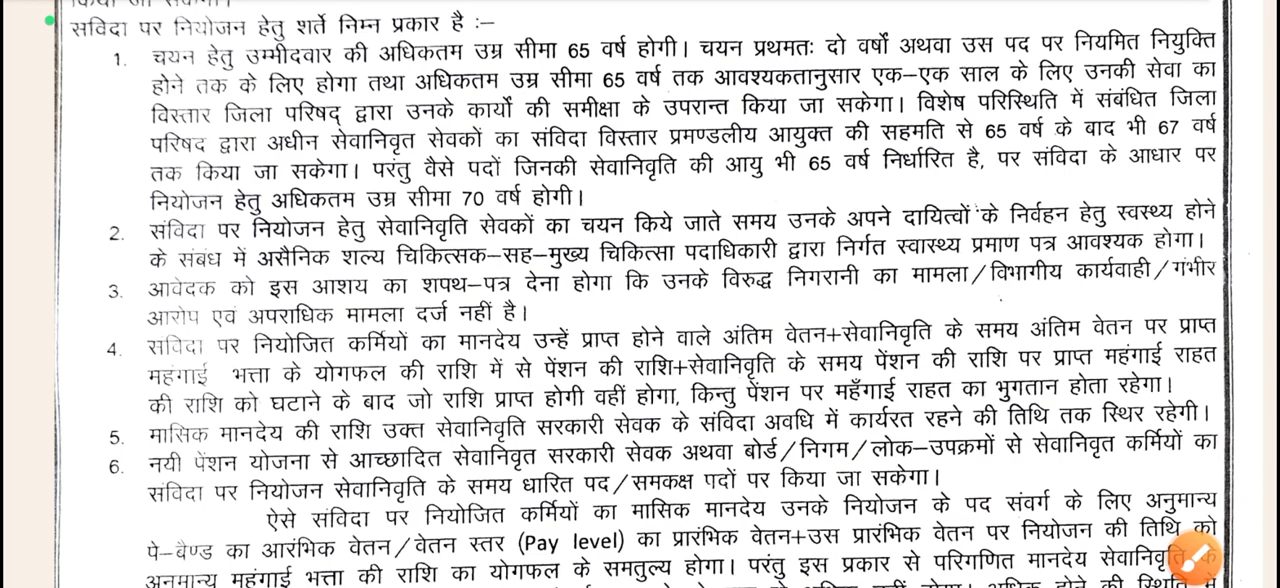 संविदा पर नियोजन हेतु शर्ते निम्न प्रकार है :–
1. चयन हेतु उम्मीदवार की अधिकतम उम्र सीमा 65 वर्ष होगी। चयन प्रथमतः दो वर्षों अथवा उस पद पर नियमित नियुक्ति
होने तक के लिए होगा तथा अधिकतम उम्र सीमा 65 वर्ष तक आवश्यकतानुसार एक–एक साल के लिए उनकी सेवा का
विस्तार जिला परिषद् द्वारा उनके कार्यो की समीक्षा के उपरान्त किया जा सकेगा। विशेष परिस्थिति में संबंधित जिला
परिषद द्वारा अधीन सेवानिवृत सेवकों का संविदा विस्तार प्रमण्डलीय आयुक्त की सहमति से 65 वर्ष के बाद भी 67 वर्ष
तक किया जा सकेगा। परंतु वैसे पदों जिनकी सेवानिवृति की आयु भी 65 वर्ष निर्धारित है, पर संविदा के आधार पर
नियोजन हेतु अधिकतम उम्र सीमा 70 वर्ष होगी।
2. संविदा पर नियोजन हेतु सेवानिवृति सेवकों का चयन किये जाते समय उनके अपने दायित्वों के निर्वहन हेतु स्वस्थ्य होने
के संबंध में असैनिक शल्य चिकित्सक–सह–मुख्य चिकित्सा पदाधिकारी द्वारा निर्गत स्वास्थ्य प्रमाण पत्र आवश्यक होगा।
3. आवेदक को इस आशय का शपथ–पत्र देना होगा कि उनके विरुद्ध निगरानी का मामला/विभागीय कार्यवाही/गंभीर
आरोप एवं अपराधिक मामला दर्ज नहीं है।
4. संविदा पर नियोजित कर्मियों का मानदेय उन्हें प्राप्त होने वाले अंतिम वेतन+सेवानिवृति के समय अंतिम वेतन पर प्राप्त
महंगाई भत्ता के योगफल की राशि में से पेंशन की राशि+सेवानिवृति के समय पेंशन की राशि पर प्राप्त महंगाई राहत
की राशि को घटाने के बाद जो राशि प्राप्त होगी वहीं होगा, किन्तु पेंशन पर महँगाई राहत का भुगतान होता रहेगा।
5. मासिक मानदेय की राशि उक्त सेवानिवृति सरकारी सेवक के संविदा अवधि में कार्यरत रहने की तिथि तक स्थिर रहेगी।
6. नयी पेंशन योजना से आच्छादित सेवानिवृत सरकारी सेवक अथवा बोर्ड/निगम/लोक–उपक्रमों से सेवानिवृत कर्मियों का
संविदा पर नियोजन सेवानिवृति के समय धारित पद/समकक्ष पदों पर किया जा सकेगा।
ऐसे संविदा पर नियोजित कर्मियों का मासिक मानदेय उनके नियोजन के पद संवर्ग के लिए अनुमान्य
पे–बैण्ड का आरंभिक वेतन/वेतन स्तर (Pay level) का प्रारंभिक वेतन+उस प्रारंभिक वेतन पर नियोजन की तिथि को
अनुमान्य महंगाई भत्ता की राशि का योगफल के समतुल्य होगा। परंतु इस प्रकार से परिगणित मानदेय